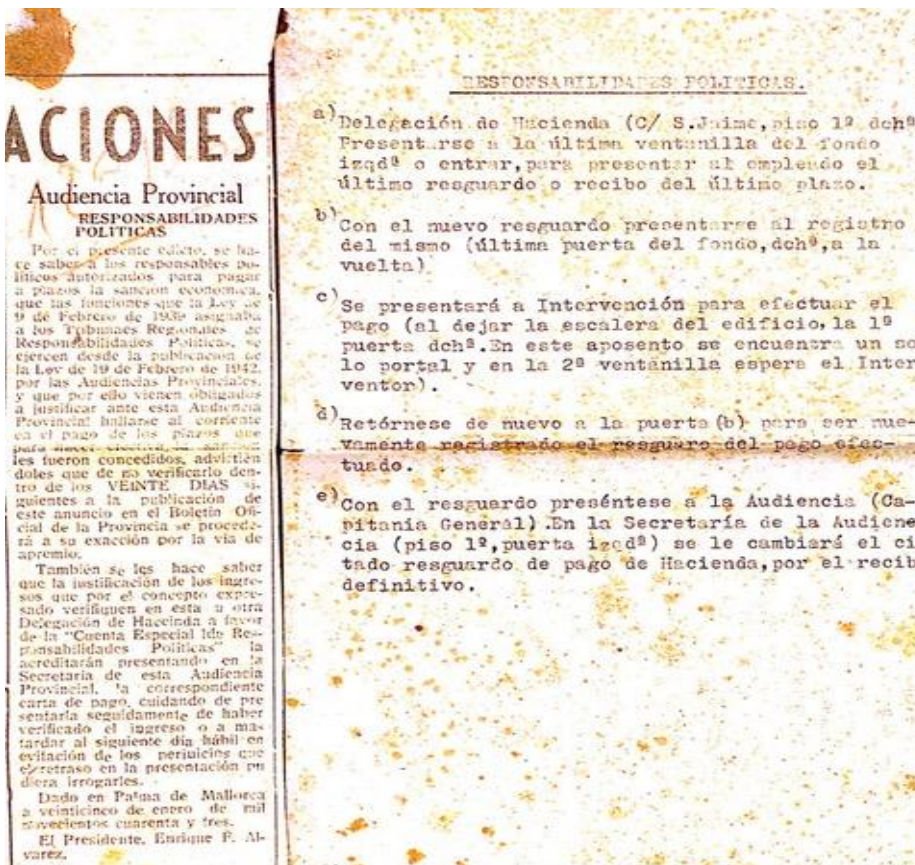 ACIONES
Audiencia Provincial
RESPONSABILIDADES
POLITICAS
Por el presente edicto, se ha-
ce saber a los responsables po-
líticos autorizados para pagar
a plazos la sanción económica,
que las funciones que la Ley de
9 de Febrero de 1939 asignaba
a los Tribunales Regionales de
Responsabilidades Políticas, se
ejercen desde la publicación de
la Ley de 19 de Febrero de 1942,
por las Audiencias Provinciales,
y que por ello vienen obligados
a justificar ante esta Audiencia
Provincial hallarse al corriente
en el pago de los plazos que
para
les fueron concedidos, advirtién
doles que de no verificarlo den-
tro de los VEINTE DIAS si-
guientes a la publicación de
este anuncio en el Boletín Ofi-
cial de la Provincia se procede-
rá a su exacción por la vía de
apremio.
También se les hace saber
que la justificación de los ingre-
sos que por el concepto expre-
sado verifiquen en esta u otra
Delegación de Hacienda a favor
de la "Cuenta Especial de Res-
ponsabilidades Políticas" la
acreditarán presentando en la
Secretaría de esta Audiencia
Provincial, la correspondiente
carta de pago, cuidando de pre
sentarla seguidamente de haber
verificado el ingreso o a mas
tardar al siguiente día hábil en
evitación de los perjuicios que
el retraso en la presentación pu
diera irrogarles.
Dado en Palma de Mallorca
a veinticinco de enero de mil
novecientos cuarenta y tres.
El Presidente, Enrique F. Al-
varez.
RESPONSABILIDADES POLITICAS.
a) Delegación de Hacienda (C/ S.Jaime,piso 1º dchª
Presentarse a la última ventanilla del fondo
izqdª o entrar,para presentar al empleado el
último resguardo o recibo del último plazo.
b) Con el nuevo resguardo presentarse al registro
del mismo (última puerta del fondo,dchª,a la
vuelta)
c) Se presentará a Intervención para efectuar el
pago (al dejar la escalera del edificio,la 1ª
puerta dchª.En este aposento se encuentra un so
lo portal y en la 2ª ventanilla espera el Inter
ventor).
d) Retórnese de nuevo a la puerta(b) para ser nue-
vamente registrado el resguaro del pago efec-
tuado.
e) Con el resguardo preséntese a la Audiencia (Ca-
pitania General).En la Secretaría de la Audiene
cia (piso 1º,puerta izqdª) se le cambiará el ci
tado resguardo de pago de Hacienda,por el recib
definitivo.